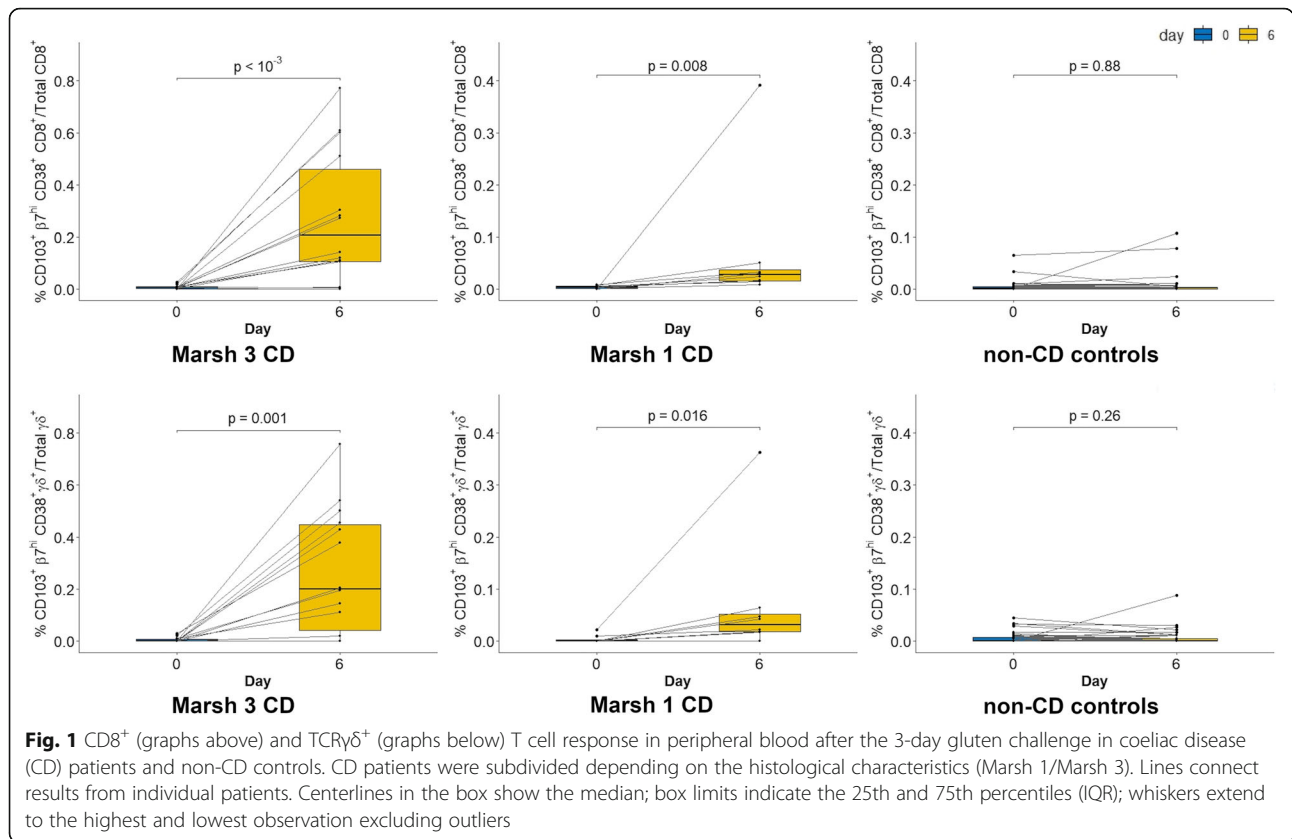 day 0 6
% CD103⁺ β7ʰⁱ CD38⁺ CD8⁺/Total CD8⁺
0.8
0.6
0.4
0.2
0.0
p < 10⁻³
0 6
Day
Marsh 3 CD
% CD103⁺ β7ʰⁱ CD38⁺ CD8⁺/Total CD8⁺
0.4
0.3
0.2
0.1
0.0
p = 0.008
0 6
Day
Marsh 1 CD
% CD103⁺ β7ʰⁱ CD38⁺ CD8⁺/Total CD8⁺
0.4
0.3
0.2
0.1
0.0
p = 0.88
0 6
Day
non-CD controls
% CD103⁺ β7ʰⁱ CD38⁺γδ⁺/Total γδ⁺
0.8
0.6
0.4
0.2
0.0
p = 0.001
0 6
Day
Marsh 3 CD
% CD103⁺ β7ʰⁱ CD38⁺γδ⁺/Total γδ⁺
0.4
0.3
0.2
0.1
0.0
p = 0.016
0 6
Day
Marsh 1 CD
% CD103⁺ β7ʰⁱ CD38⁺γδ⁺/Total γδ⁺
0.4
0.3
0.2
0.1
0.0
p = 0.26
0 6
Day
non-CD controls
Fig. 1 CD8⁺ (graphs above) and TCRγδ⁺ (graphs below) T cell response in peripheral blood after the 3-day gluten challenge in coeliac disease
(CD) patients and non-CD controls. CD patients were subdivided depending on the histological characteristics (Marsh 1/Marsh 3). Lines connect
results from individual patients. Centerlines in the box show the median; box limits indicate the 25th and 75th percentiles (IQR); whiskers extend
to the highest and lowest observation excluding outliers